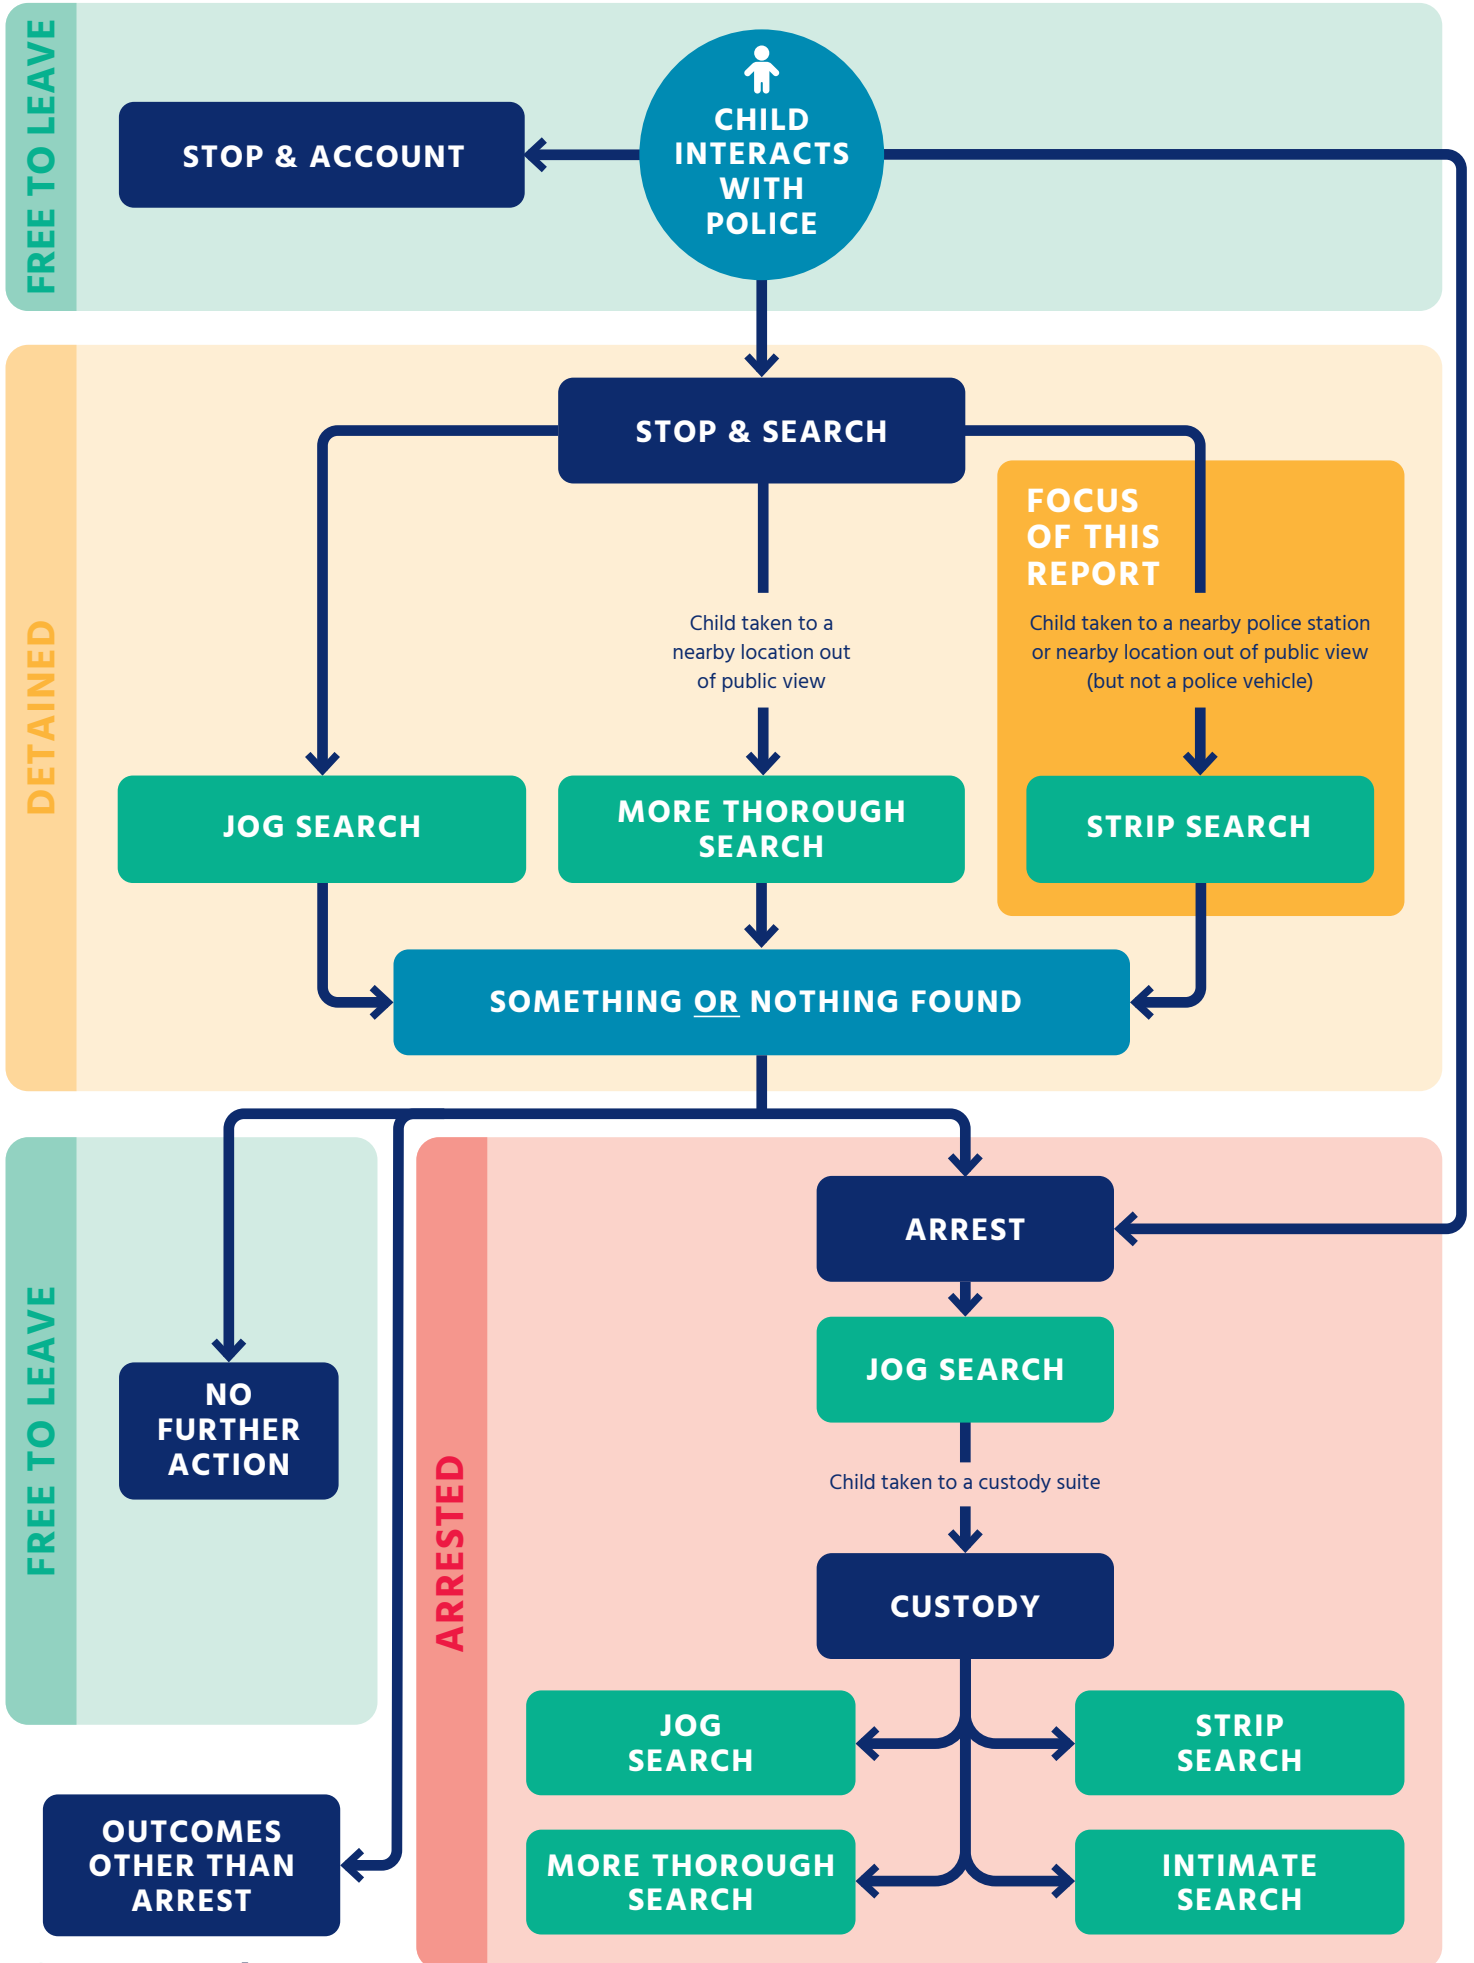 FREE TO LEAVE
CHILD
INTERACTS
WITH
POLICE
STOP & ACCOUNT
DETAINED
STOP & SEARCH
FOCUS
OF THIS
REPORT
Child taken to a
nearby location out
of public view
Child taken to a nearby police station
or nearby location out of public view
(but not a police vehicle)
JOG SEARCH
MORE THOROUGH
SEARCH
STRIP SEARCH
SOMETHING OR NOTHING FOUND
FREE TO LEAVE
NO
FURTHER
ACTION
OUTCOMES
OTHER THAN
ARREST
ARRESTED
ARREST
JOG SEARCH
Child taken to a custody suite
CUSTODY
JOG
SEARCH
STRIP
SEARCH
MORE THOROUGH
SEARCH
INTIMATE
SEARCH